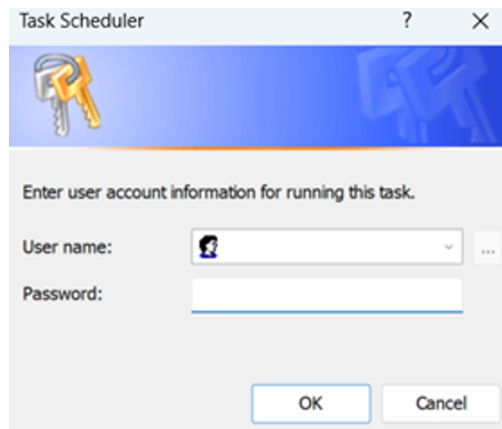 Task Scheduler ?
Enter user account information for running this task.
User name:
...
Password:
OK Cancel